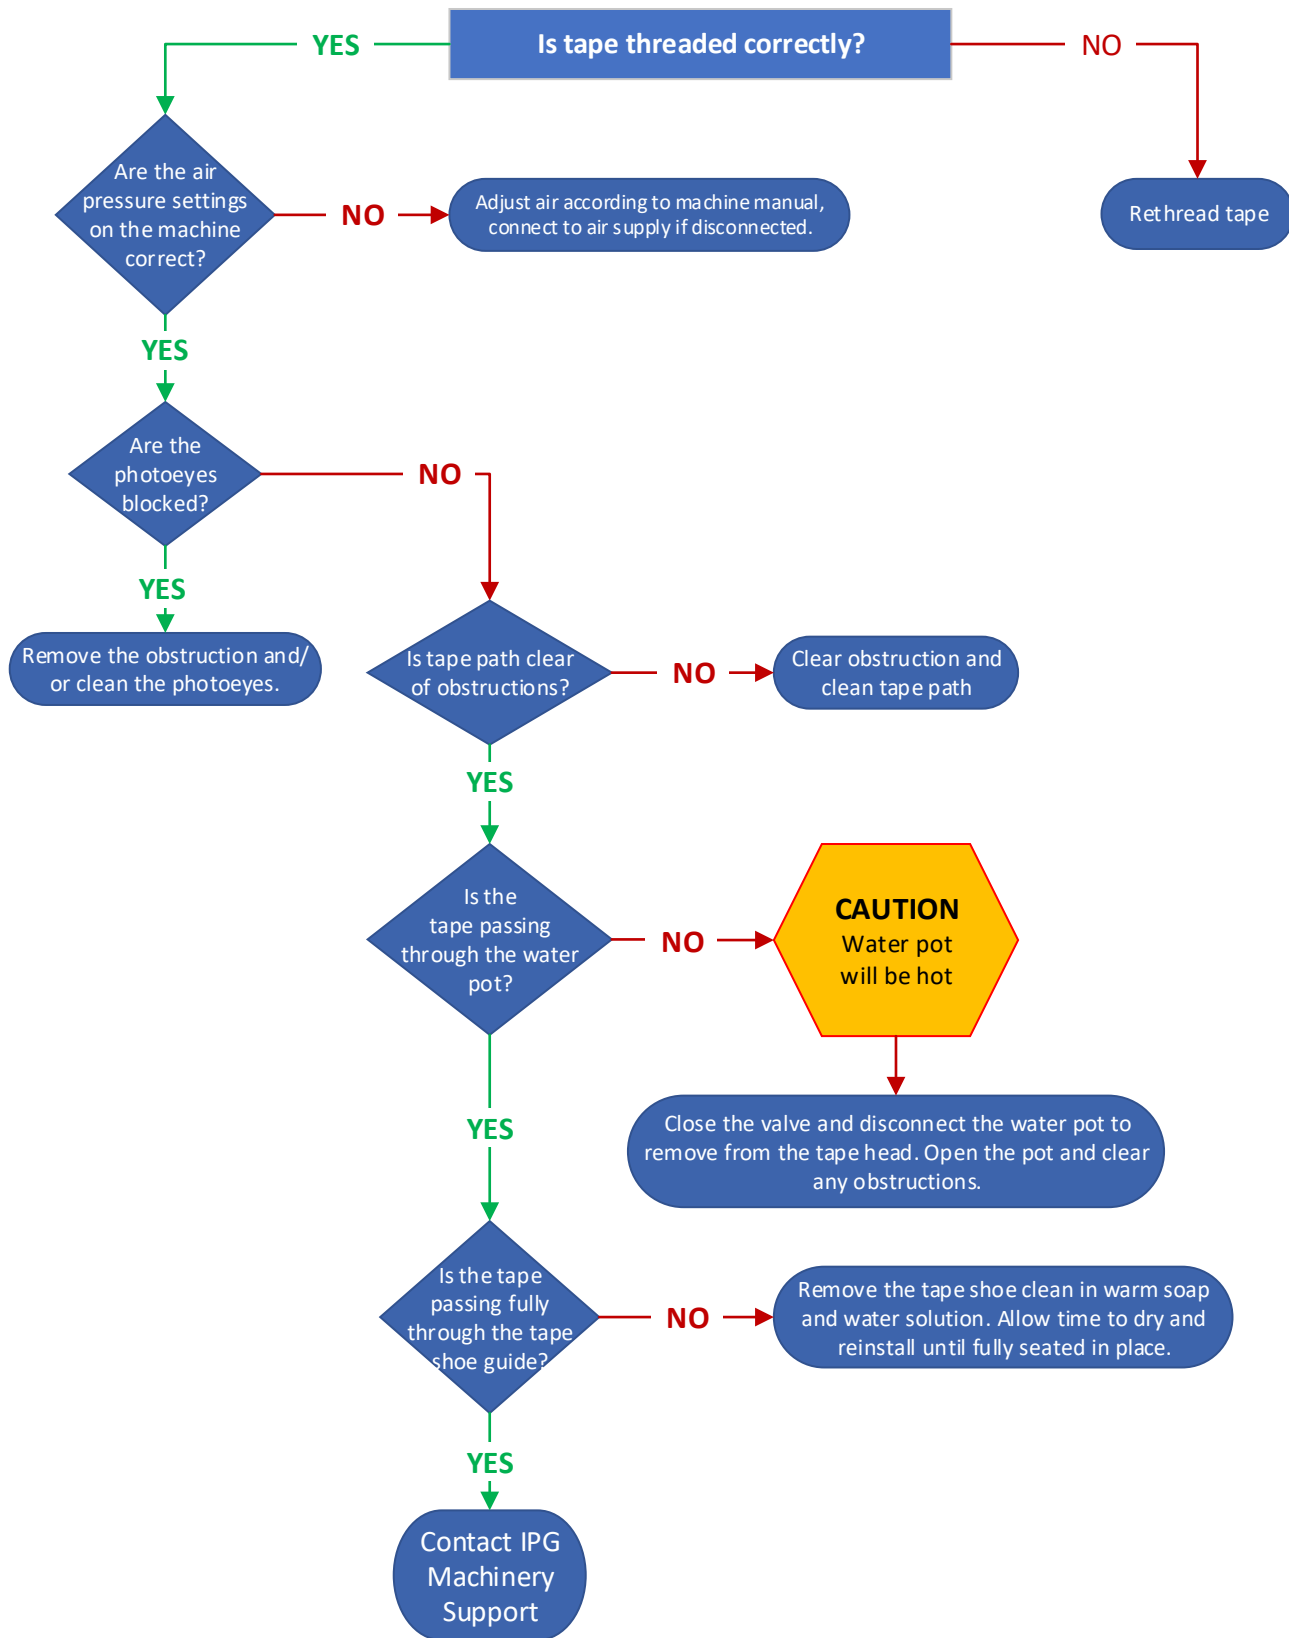 YES
Is tape threaded correctly?
NO
Are the air
pressure settings
on the machine
correct?
NO
Adjust air according to machine manual,
connect to air supply if disconnected.
Rethread tape
YES
Are the
photoeyes
blocked?
NO
YES
Remove the obstruction and/
or clean the photoeyes.
Is tape path clear
of obstructions?
NO
Clear obstruction and
clean tape path
YES
Is the
tape passing
through the water
pot?
NO
CAUTION
Water pot
will be hot
YES
Close the valve and disconnect the water pot to
remove from the tape head. Open the pot and clear
any obstructions.
Is the tape
passing fully
through the tape
shoe guide?
NO
Remove the tape shoe clean in warm soap
and water solution. Allow time to dry and
reinstall until fully seated in place.
YES
Contact IPG
Machinery
Support